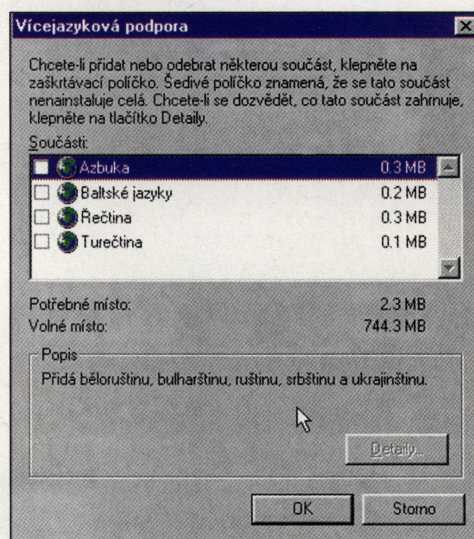 Vícejazyková podpora
Chcete-li přidat nebo odebrat některou součást, klepněte na
zaškrtávací políčko. Šedivé políčko znamená, že se tato součást
nenainstaluje celá. Chcete-li se dozvědět, co tato součást zahrnuje,
klepněte na tlačítko Detaily.
Součásti:
Azbuka 0.3 MB
Baltské jazyky 0.2 MB
Řečtina 0.3 MB
Turečtina 0.1 MB
Potřebné místo: 2.3 MB
Volné místo: 744.3 MB
Popis
Přidá běloruštinu, bulharštinu, ruštinu, srbštinu a ukrajinštinu.
Detaily...
OK Storno